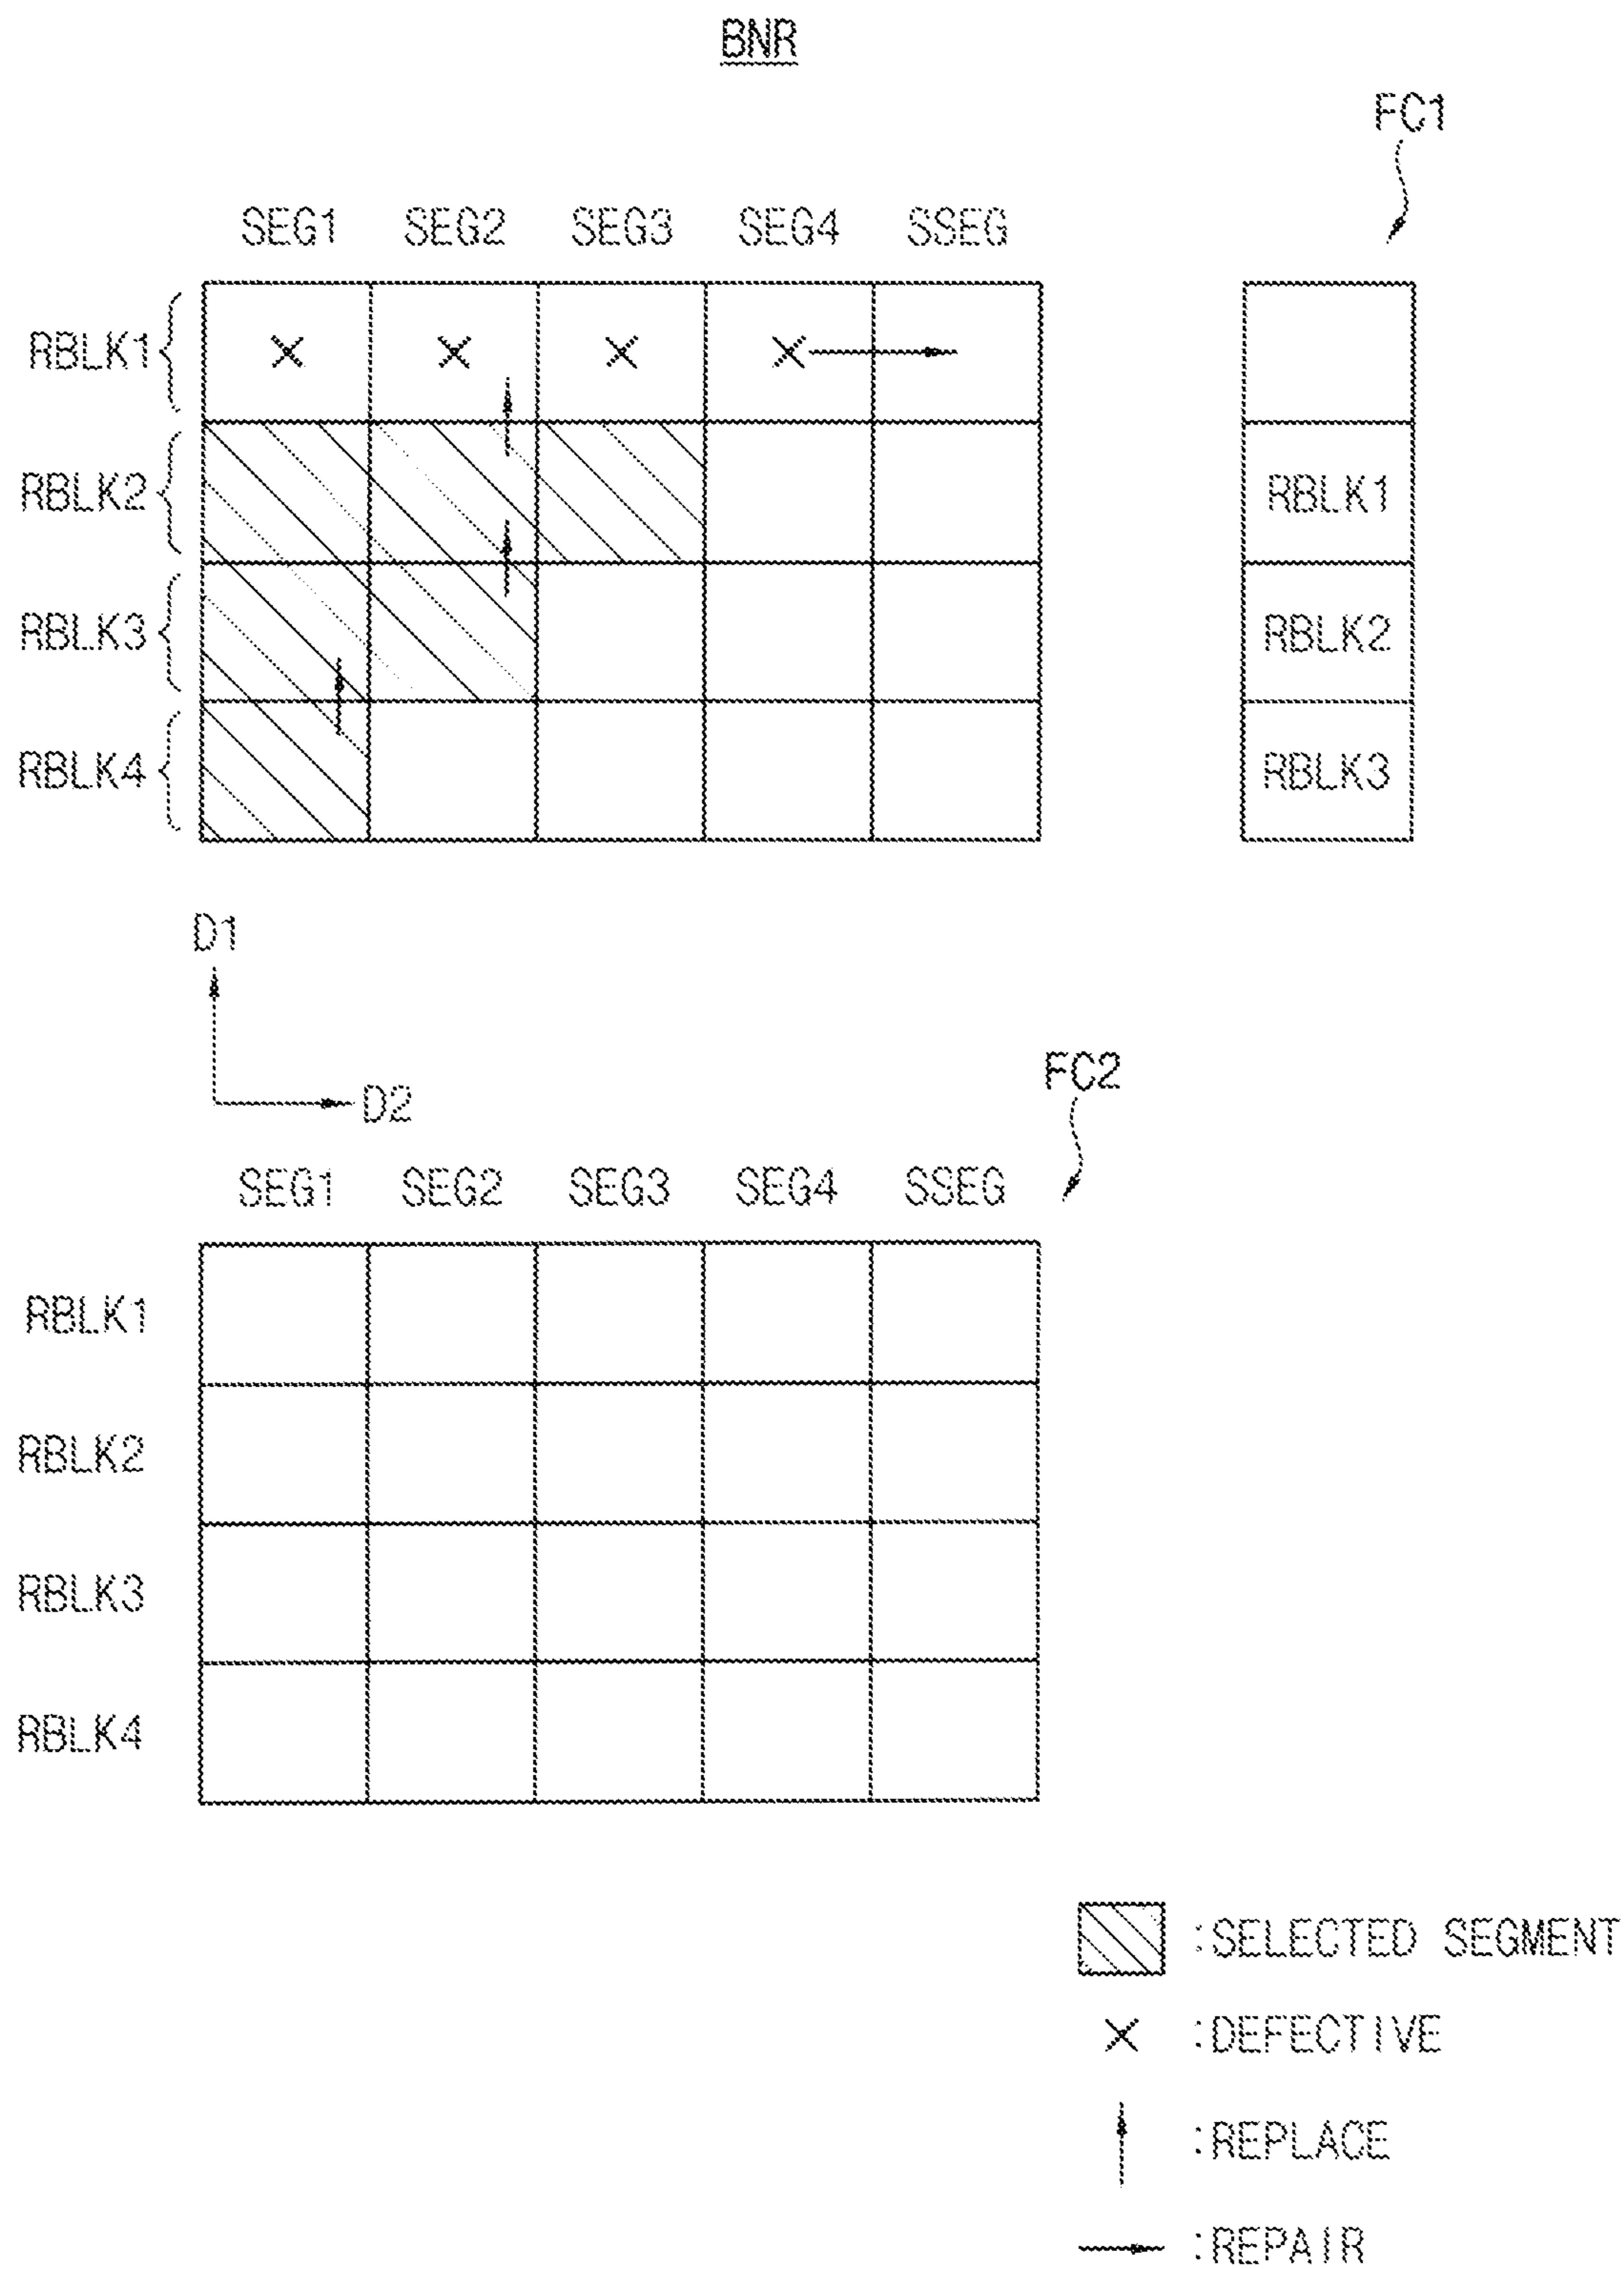 BNR
FC1
SEG1 SEG2 SEG3 SEG4 SSEG
RBLK1
RBLK2 RBLK1
RBLK3 RBLK2
RBLK4 RBLK3
D1
D2
FC2
SEG1 SEG2 SEG3 SEG4 SSEG
RBLK1
RBLK2
RBLK3
RBLK4
:SELECTED SEGMENT
:DEFECTIVE
:REPLACE
:REPAIR